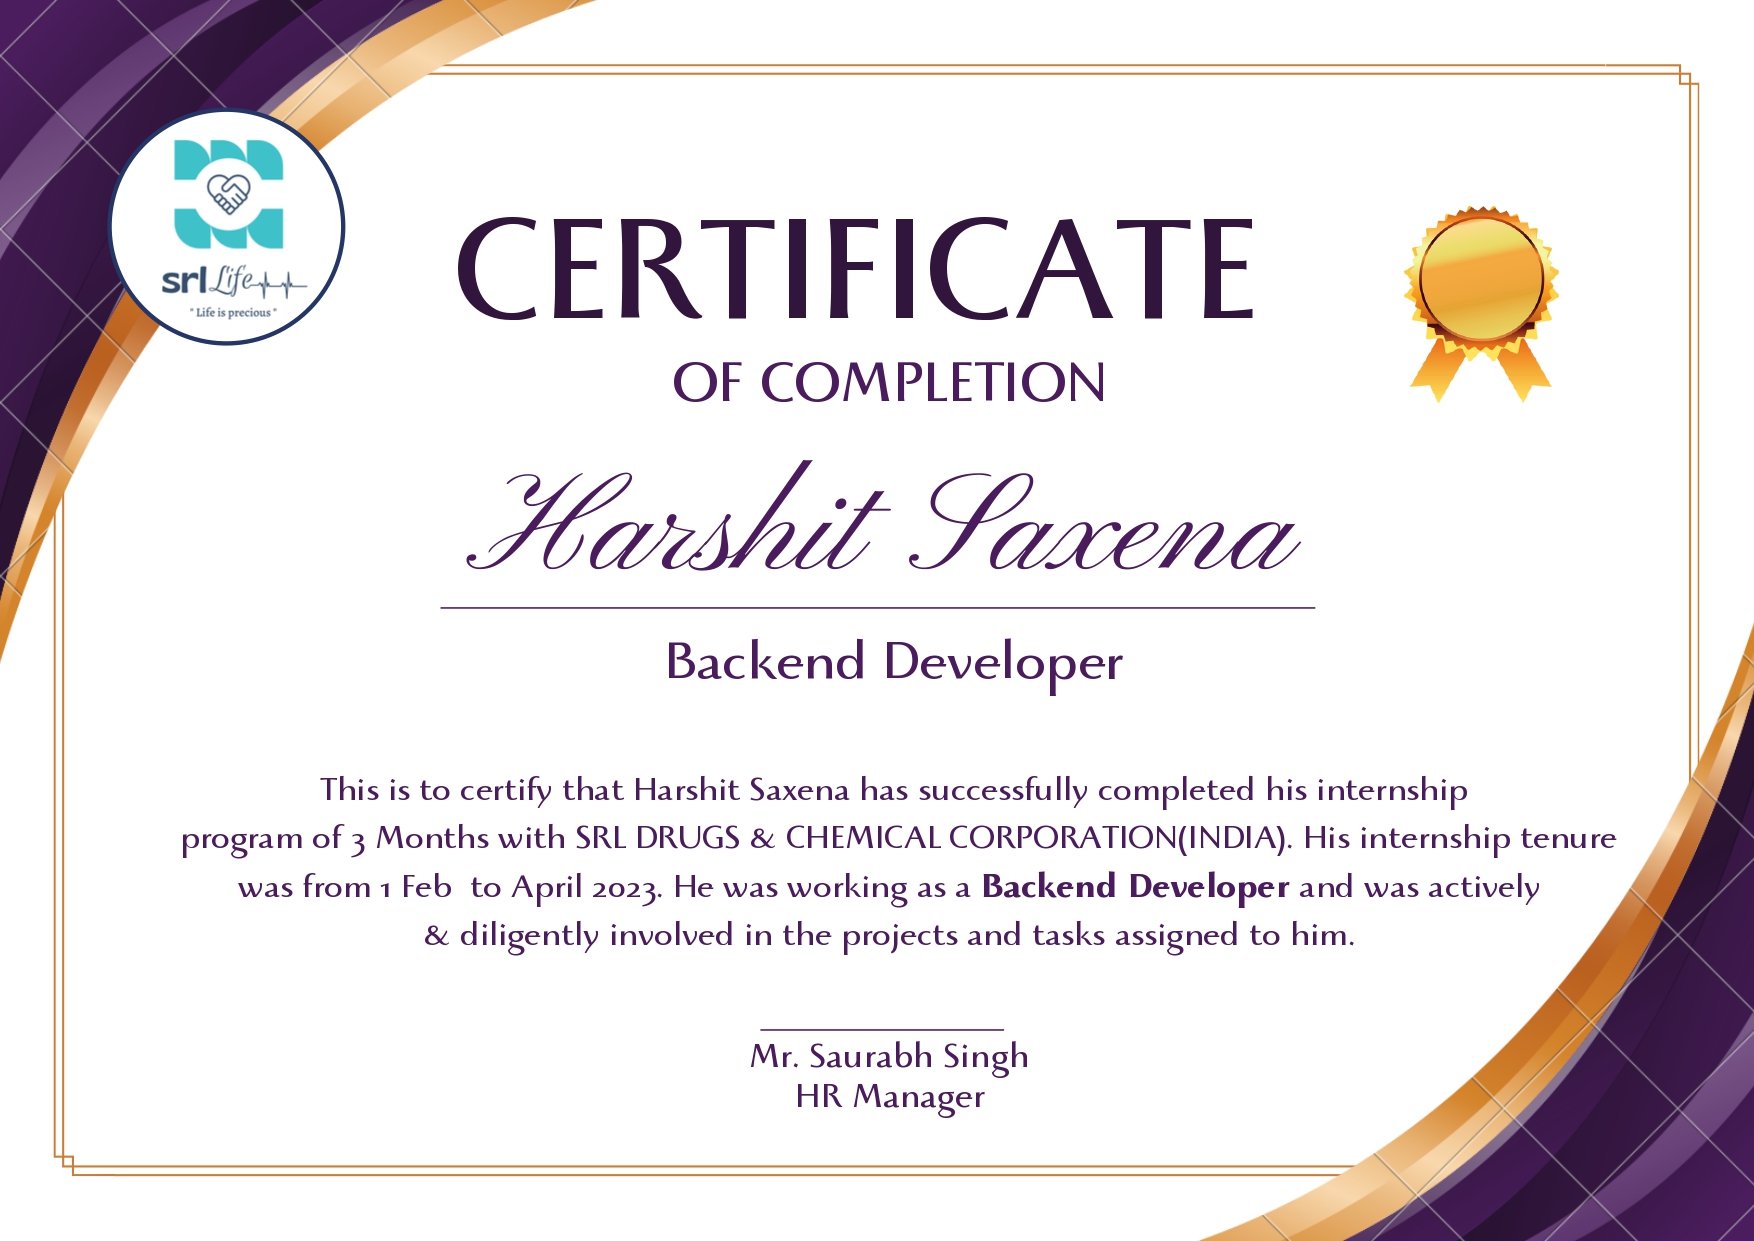 srl Life
" Life is precious "
CERTIFICATE
OF COMPLETION
Harshit Saxena
Backend Developer
This is to certify that Harshit Saxena has successfully completed his internship
program of 3 Months with SRL DRUGS & CHEMICAL CORPORATION(INDIA). His internship tenure
was from 1 Feb  to April 2023. He was working as a Backend Developer and was actively
& diligently involved in the projects and tasks assigned to him.
Mr. Saurabh Singh
HR Manager